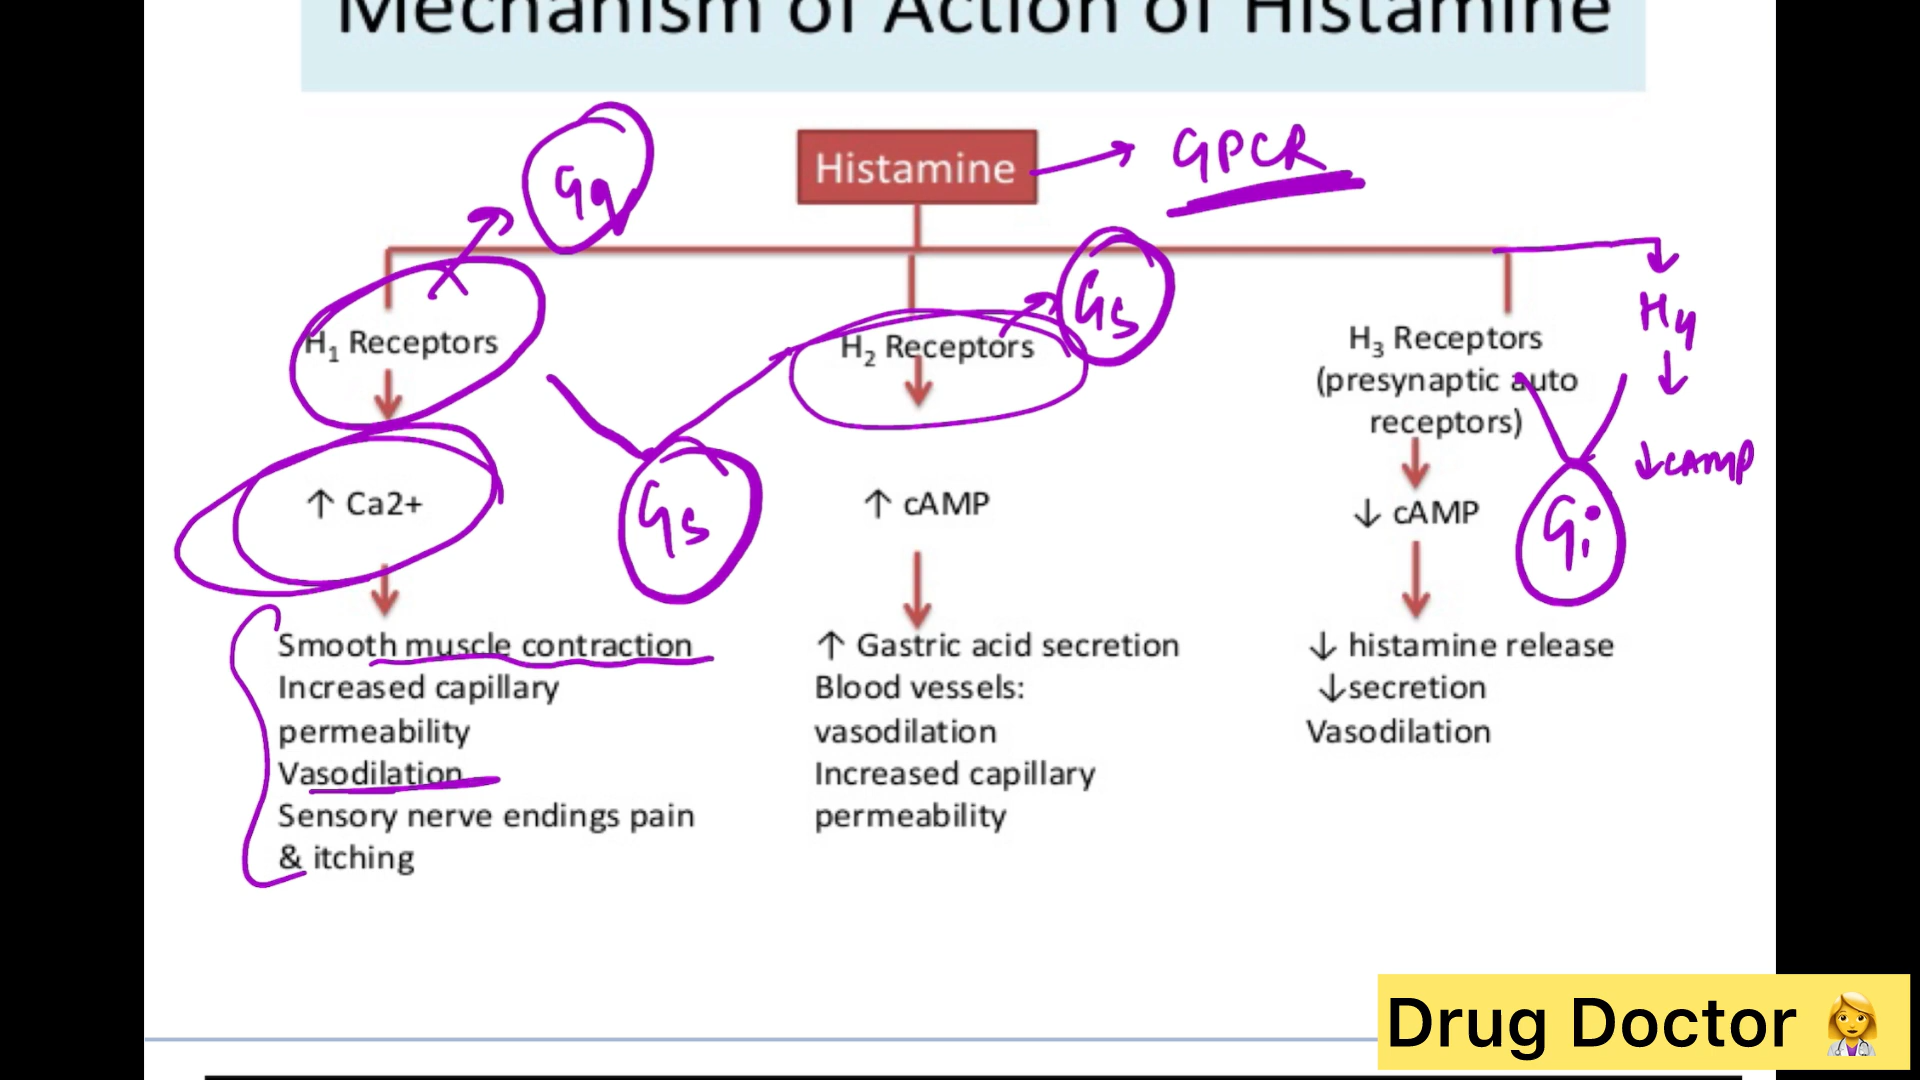 Mechanism of Action of Histamine
Histamine
GPCR
Gq
Gs
H1 Receptors
H2 Receptors
H3 Receptors
(presynaptic auto
receptors)
H4
↑ Ca2+
Gs
↑ cAMP
↓ cAMP
Gi
↓cAMP
Smooth muscle contraction
Increased capillary
permeability
Vasodilation
Sensory nerve endings pain
& itching
↑ Gastric acid secretion
Blood vessels:
vasodilation
Increased capillary
permeability
↓ histamine release
↓secretion
Vasodilation
Drug Doctor